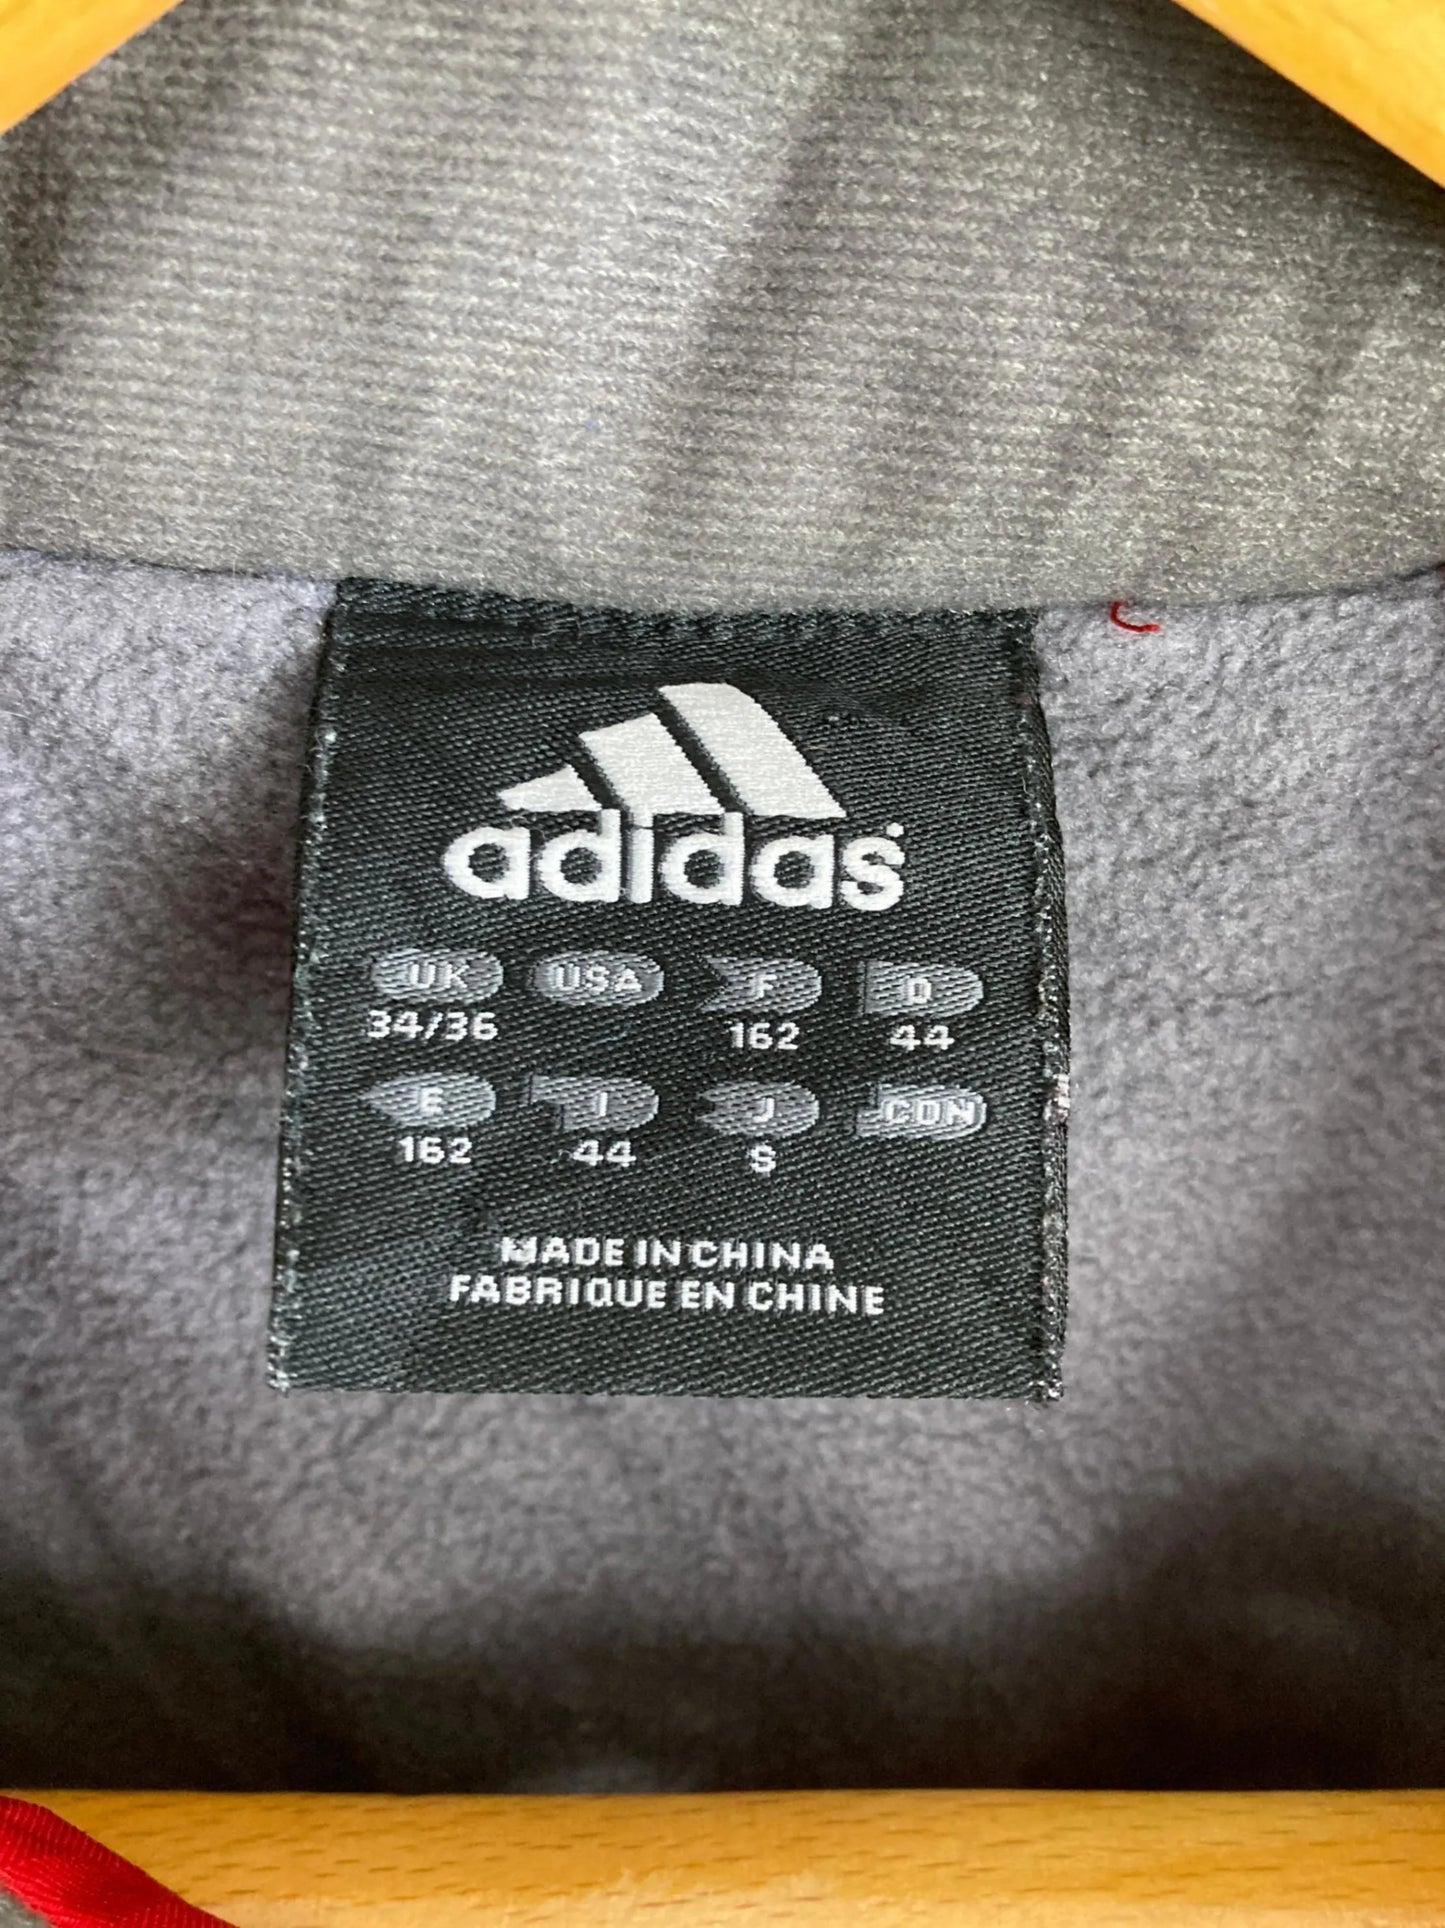 adidas
UK USA F D
34/36 162 44
E I J CDN
162 44 S
MADE IN CHINA
FABRIQUE EN CHINE